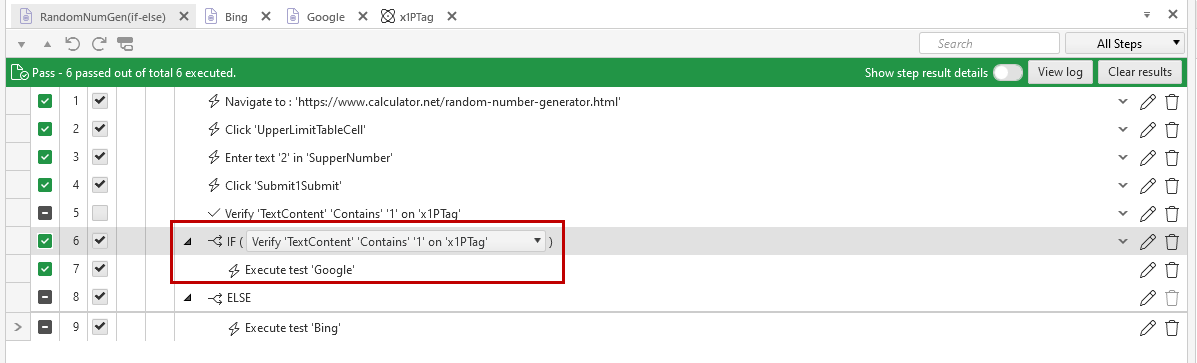 RandomNumGen(if-else) Bing Google x1PTag
Search All Steps
Pass - 6 passed out of total 6 executed. Show step result details View log Clear results
1 Navigate to : 'https://www.calculator.net/random-number-generator.html'
2 Click 'UpperLimitTableCell'
3 Enter text '2' in 'SupperNumber'
4 Click 'Submit1Submit'
5 Verify 'TextContent' 'Contains' '1' on 'x1PTag'
6 IF ( Verify 'TextContent' 'Contains' '1' on 'x1PTag' )
7 Execute test 'Google'
8 ELSE
9 Execute test 'Bing'